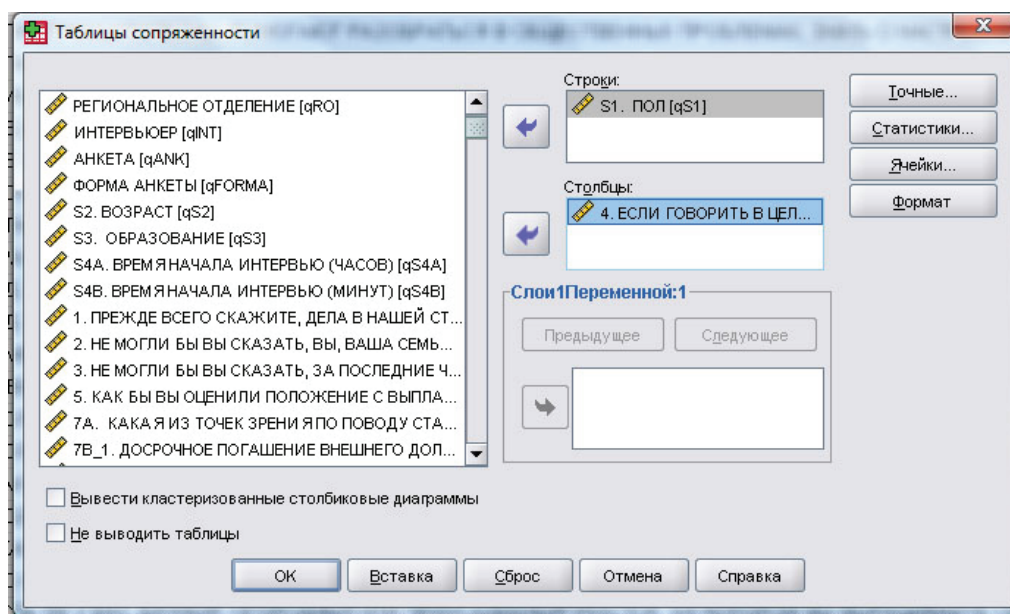 Таблицы сопряженности
РЕГИОНАЛЬНОЕ ОТДЕЛЕНИЕ [qRO]
ИНТЕРВЬЮЕР [qINT]
АНКЕТА [qANK]
ФОРМА АНКЕТЫ [qFORMA]
S2. ВОЗРАСТ [qS2]
S3. ОБРАЗОВАНИЕ [qS3]
S4A. ВРЕМЯ НАЧАЛА ИНТЕРВЬЮ (ЧАСОВ) [qS4A]
S4B. ВРЕМЯ НАЧАЛА ИНТЕРВЬЮ (МИНУТ) [qS4B]
1. ПРЕЖДЕ ВСЕГО СКАЖИТЕ, ДЕЛА В НАШЕЙ СТ...
2. НЕ МОГЛИ БЫ ВЫ СКАЗАТЬ, ВЫ, ВАША СЕМЬ...
3. НЕ МОГЛИ БЫ ВЫ СКАЗАТЬ, ЗА ПОСЛЕДНИЕ Ч...
5. КАК БЫ ВЫ ОЦЕНИЛИ ПОЛОЖЕНИЕ С ВЫПЛА...
7А. КАКАЯ ИЗ ТОЧЕК ЗРЕНИЯ ПО ПОВОДУ СТА...
7В_1. ДОСРОЧНОЕ ПОГАШЕНИЕ ВНЕШНЕГО ДОЛ...
Строки:
S1. ПОЛ [qS1]
Столбцы:
4. ЕСЛИ ГОВОРИТЬ В ЦЕЛ...
Слои1Переменной:1
Предыдущее
Следующее
Точные...
Статистики...
Ячейки...
Формат
Вывести кластеризованные столбиковые диаграммы
Не выводить таблицы
ОК
Вставка
Сброс
Отмена
Справка